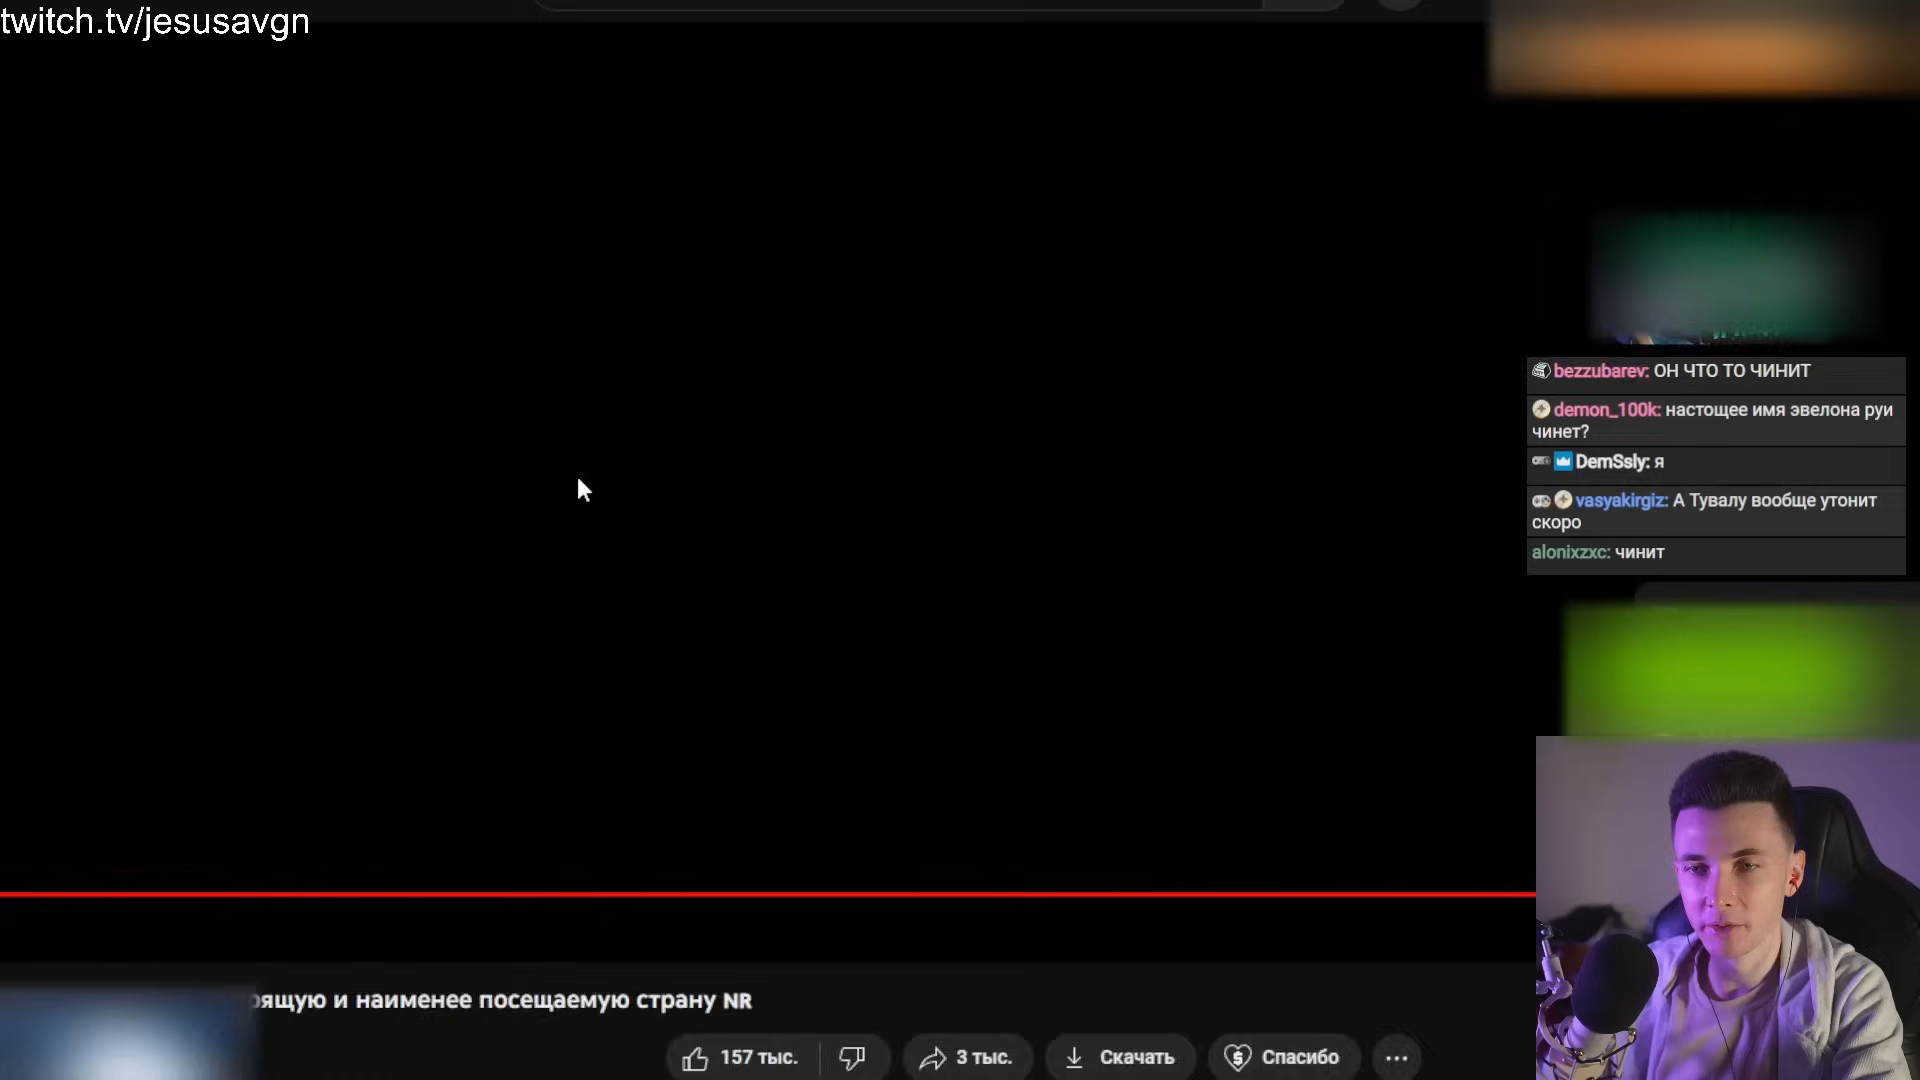 twitch.tv/jesusavgn
bezzubarev: ОН ЧТО ТО ЧИНИТ
demon_100k: настощее имя эвелона руи
чинет?
DemSsly: я
vasyakirgiz: А Тувалу вообще утонит
скоро
alonixzxc: чинит
и наименее посещаемую страну NR
157 тыс.
3 тыс.
Скачать
Спасибо